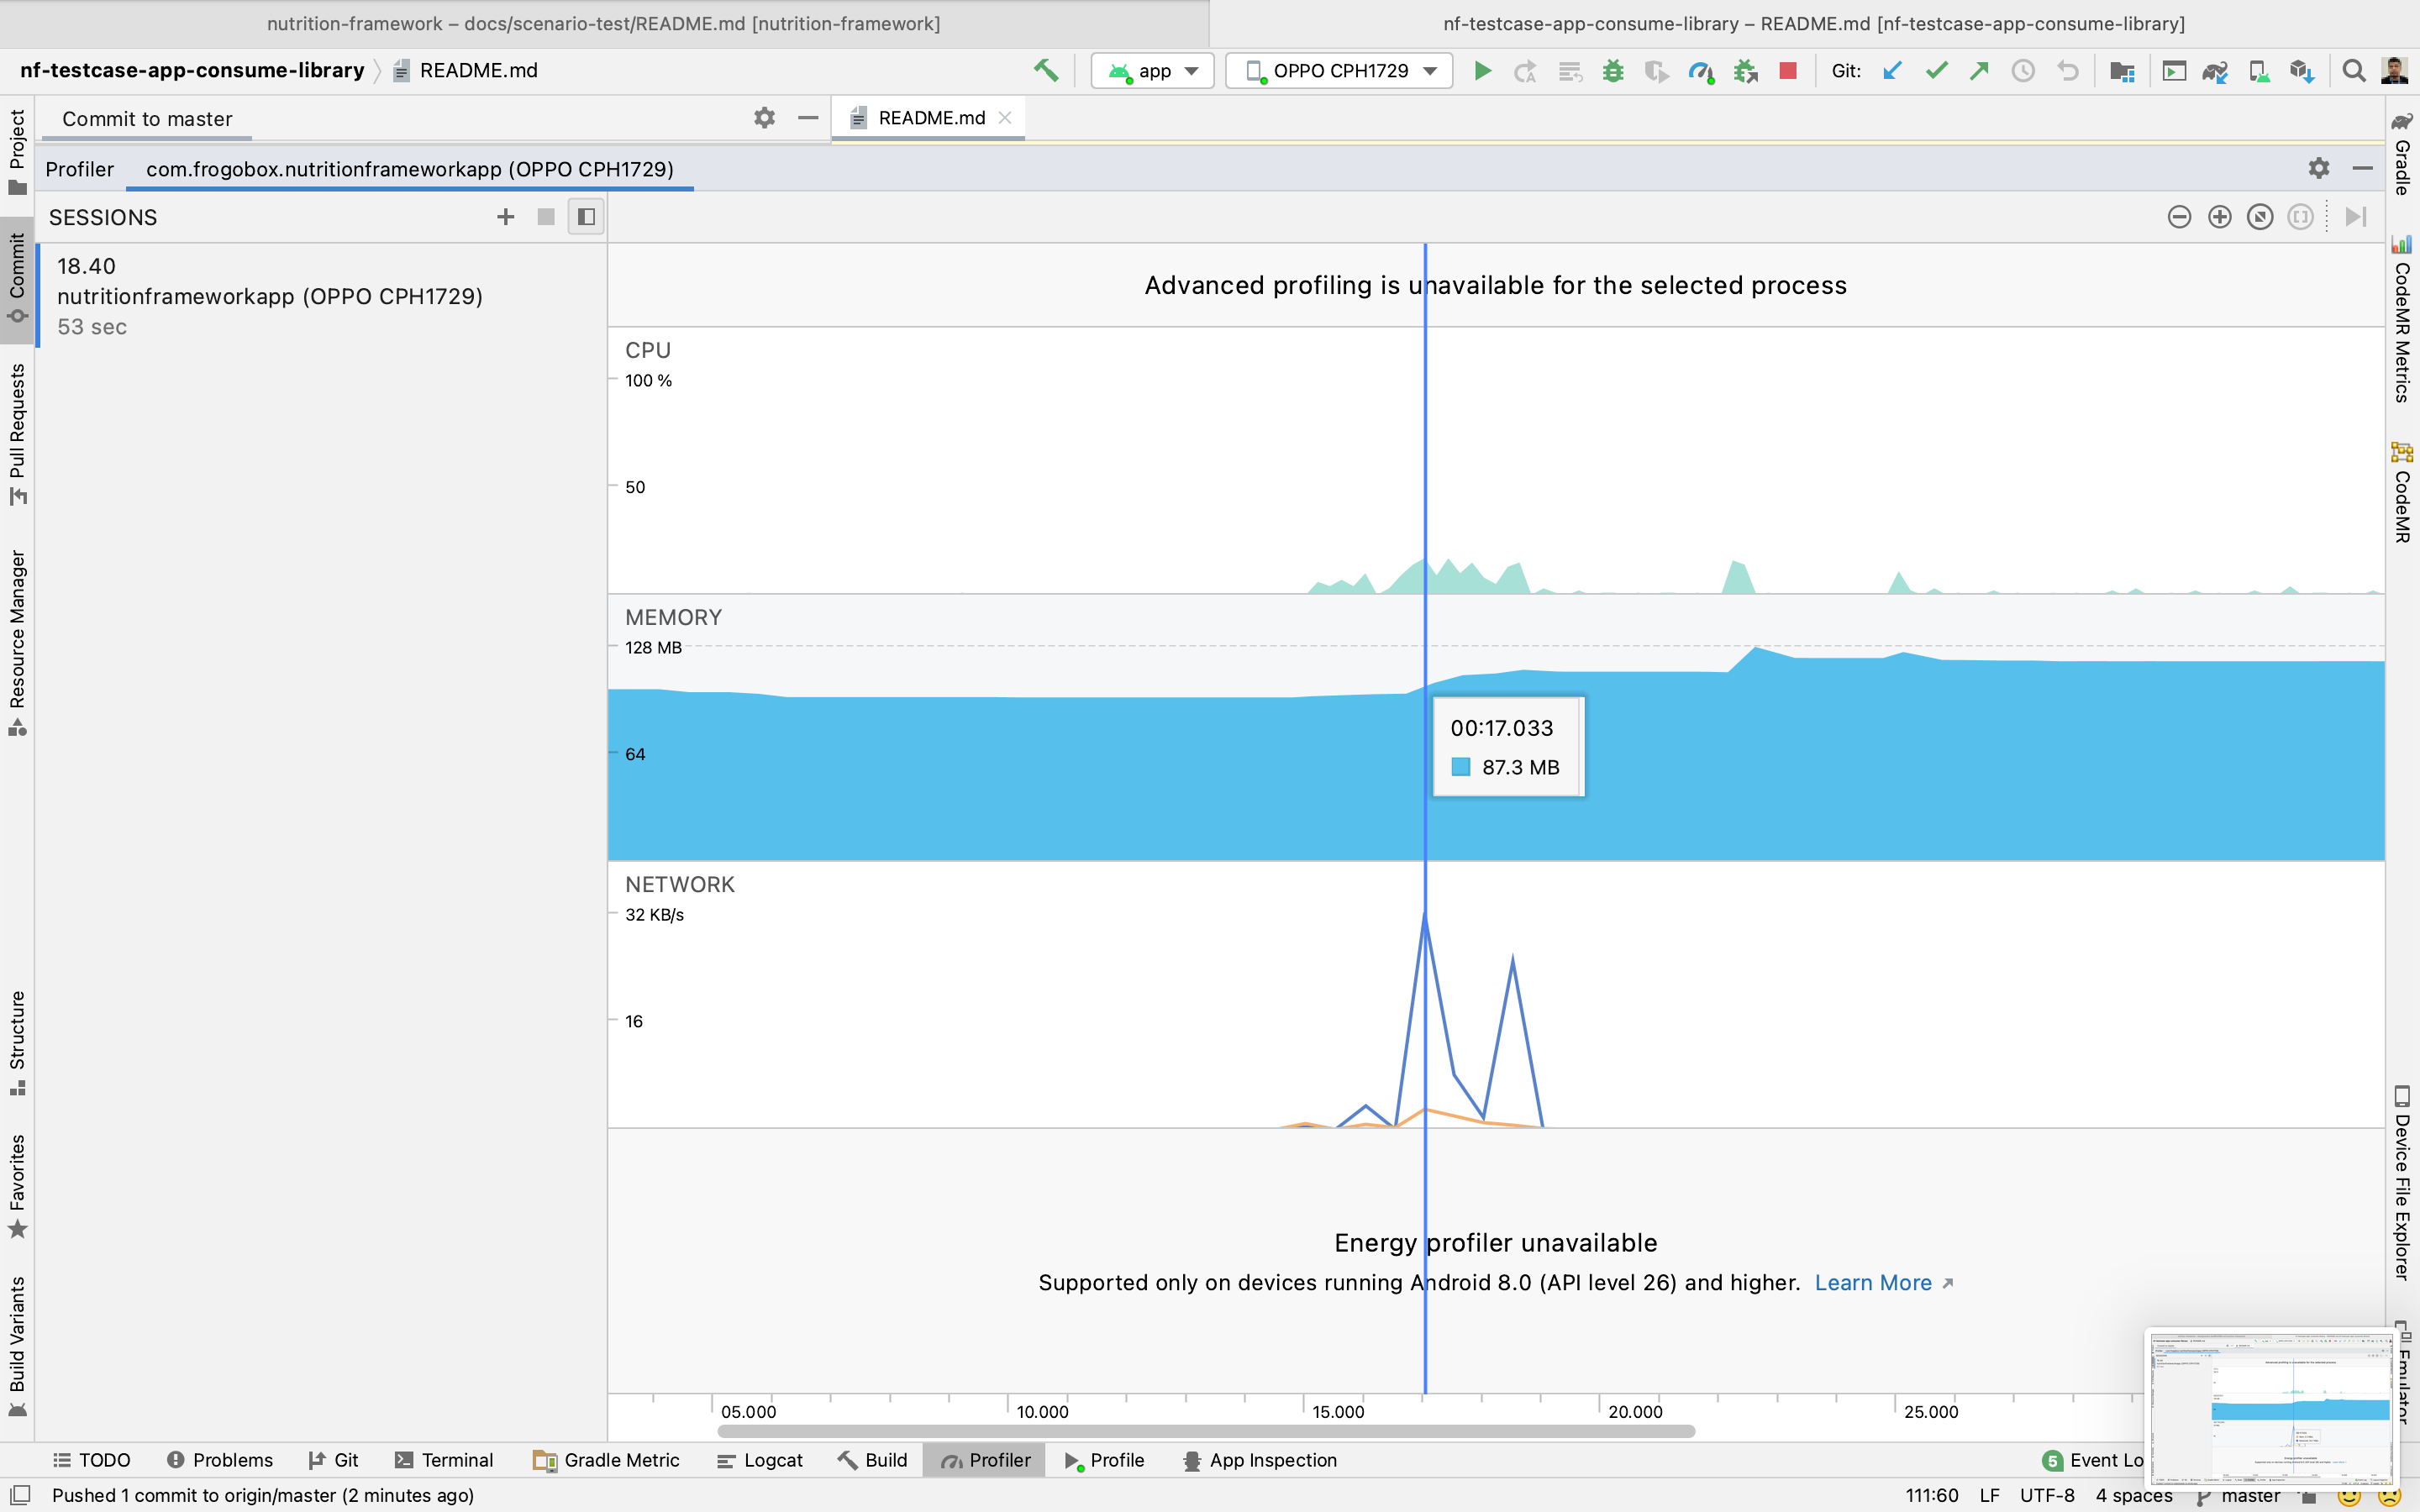 nutrition-framework – docs/scenario-test/README.md [nutrition-framework]
nf-testcase-app-consume-library – README.md [nf-testcase-app-consume-library]
nf-testcase-app-consume-library
README.md
app
OPPO CPH1729
Git:
Commit to master
README.md
Profiler
com.frogobox.nutritionframeworkapp (OPPO CPH1729)
SESSIONS
18.40
nutritionframeworkapp (OPPO CPH1729)
53 sec
Advanced profiling is unavailable for the selected process
CPU
100 %
50
MEMORY
128 MB
64
00:17.033
87.3 MB
NETWORK
32 KB/s
16
Energy profiler unavailable
Supported only on devices running Android 8.0 (API level 26) and higher. Learn More
05.000
10.000
15.000
20.000
25.000
Project
Commit
Pull Requests
Resource Manager
Structure
Favorites
Build Variants
Gradle
CodeMR Metrics
CodeMR
Device File Explorer
Emulator
TODO
Problems
Git
Terminal
Gradle Metric
Logcat
Build
Profiler
Profile
App Inspection
5
Event Lo
Pushed 1 commit to origin/master (2 minutes ago)
111:60
LF
UTF-8
4 spaces
master